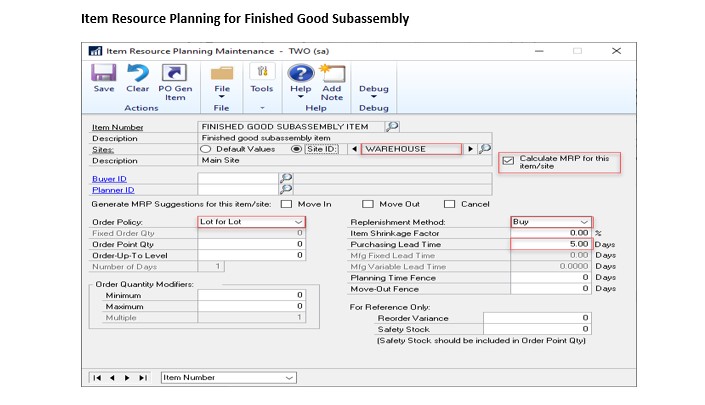 Item Resource Planning for Finished Good Subassembly
Item Resource Planning Maintenance - TWO (sa)
Save Clear PO Gen Item File Tools Help Add Note Debug
Actions File Help Debug
Item Number FINISHED GOOD SUBASSEMBLY ITEM
Description Finished good subassembly item
Sites: Default Values Site ID: WAREHOUSE
Description Main Site
Calculate MRP for this
item/site
Buyer ID
Planner ID
Generate MRP Suggestions for this item/site: Move In Move Out Cancel
Order Policy: Lot for Lot
Fixed Order Qty 0
Order Point Qty 0
Order-Up-To Level 0
Number of Days 1
Order Quantity Modifiers:
Minimum 0
Maximum 0
Multiple 1
Replenishment Method: Buy
Item Shrinkage Factor 0.00 %
Purchasing Lead Time 5.00 Days
Mfg Fixed Lead Time 0.00 Days
Mfg Variable Lead Time 0.0000 Days
Planning Time Fence 0 Days
Move-Out Fence 0 Days
For Reference Only:
Reorder Variance 0
Safety Stock 0
(Safety Stock should be included in Order Point Qty)
Item Number